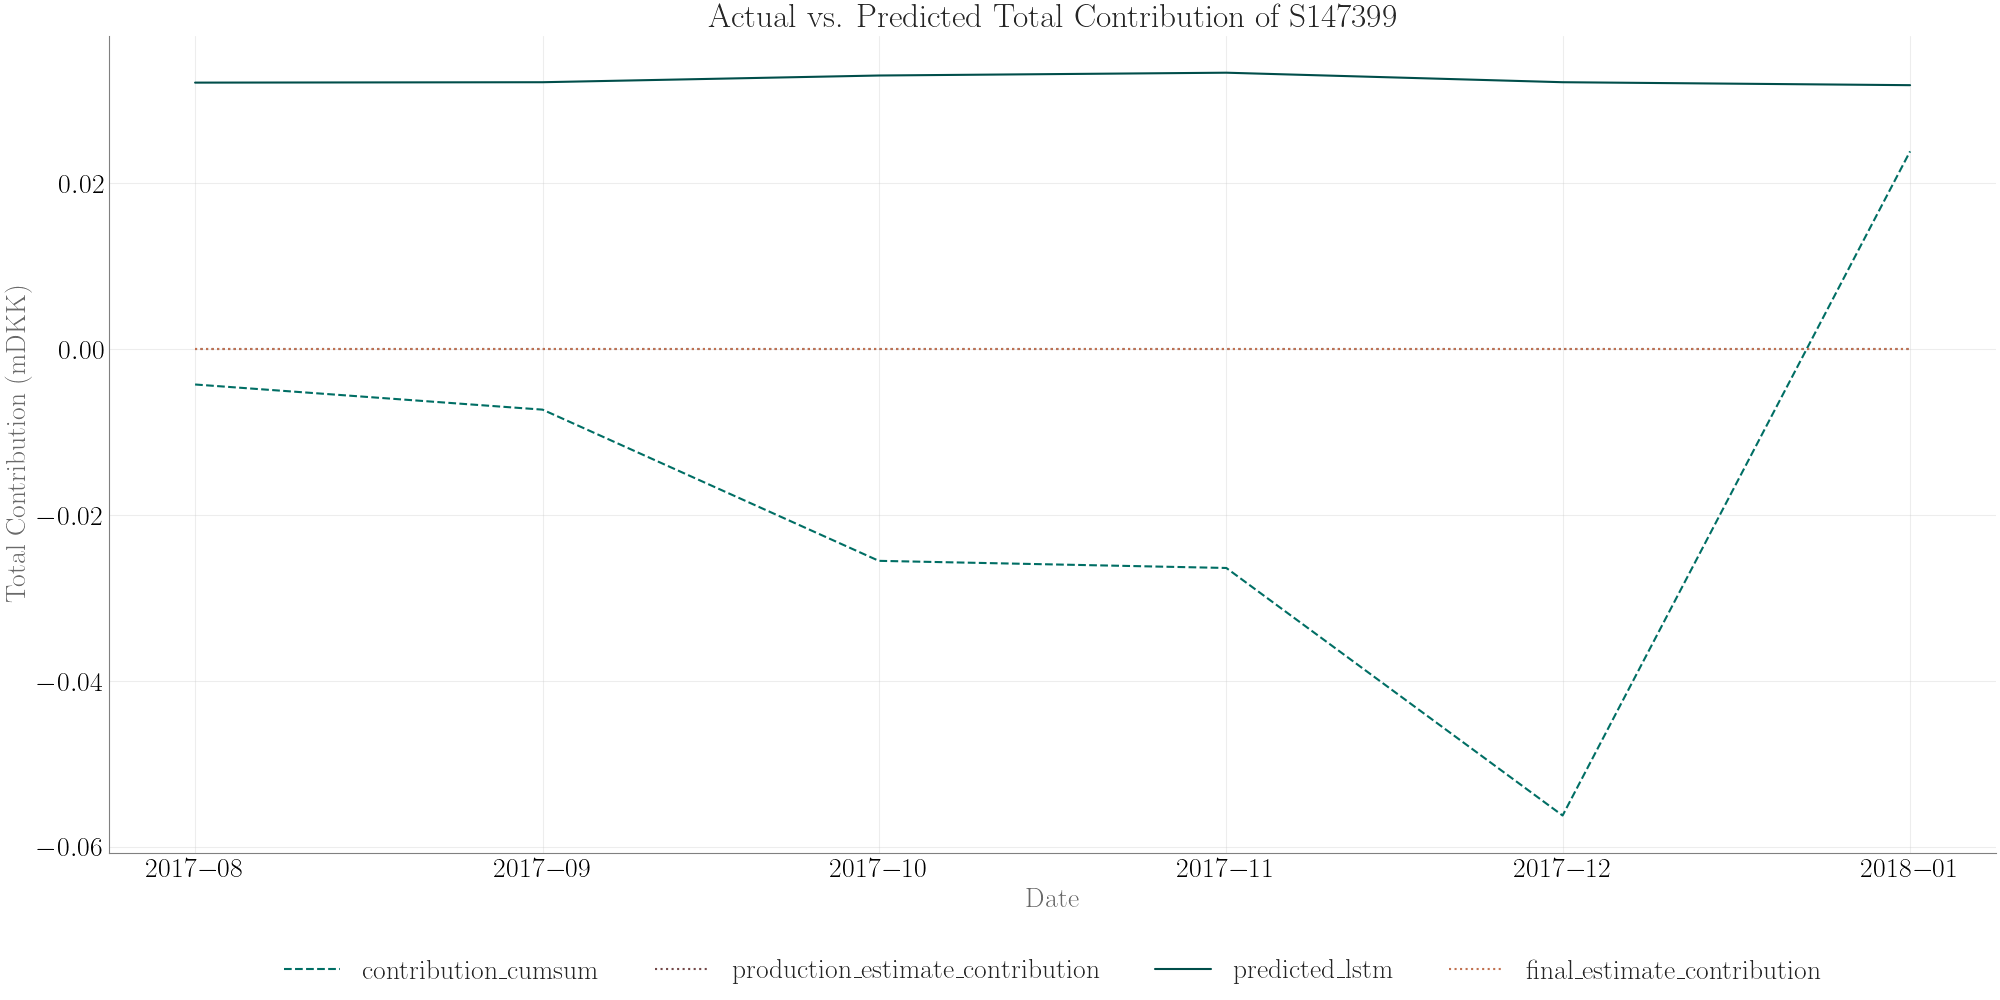 Actual vs. Predicted Total Contribution of S147399
Total Contribution (mDKK)
0.02
0.00
−0.02
−0.04
−0.06
2017–08 2017–09 2017–10 2017–11 2017–12 2018–01
Date
contribution_cumsum production_estimate_contribution predicted_lstm final_estimate_contribution